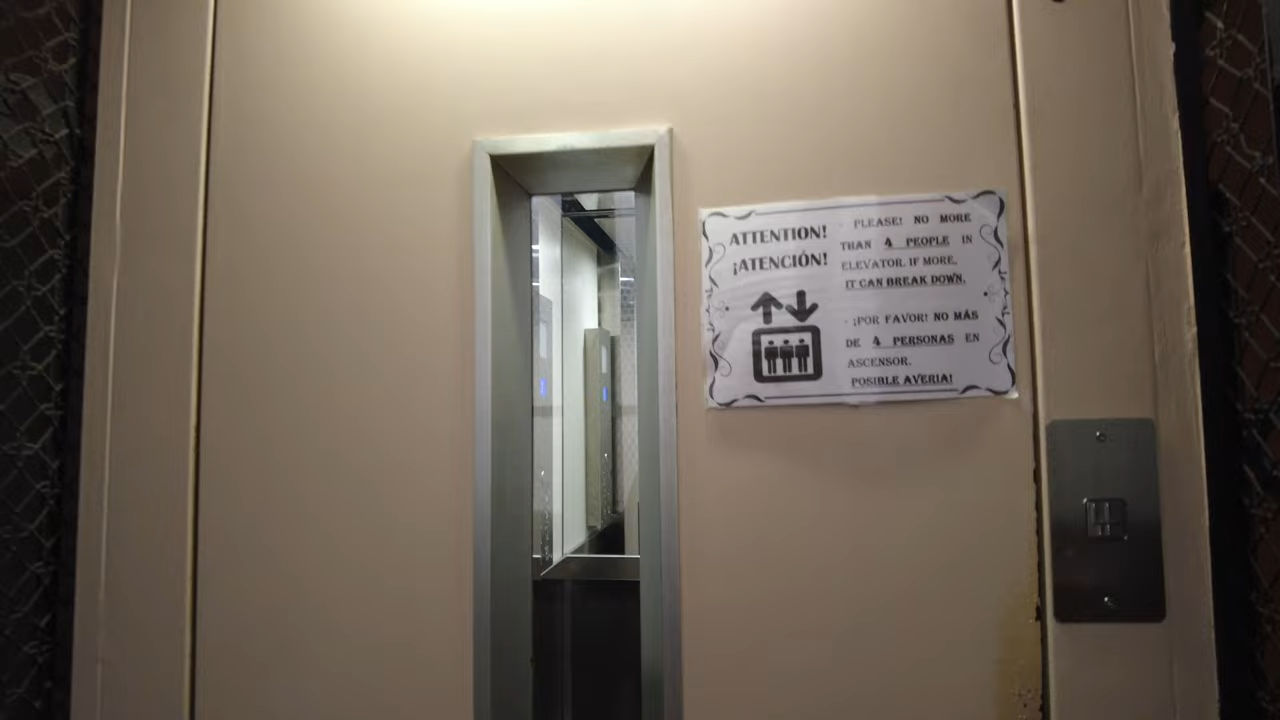 ATTENTION!
¡ATENCIÓN!
· PLEASE! NO MORE
THAN 4 PEOPLE IN
ELEVATOR. IF MORE,
IT CAN BREAK DOWN.
· ¡POR FAVOR! NO MÁS
DE 4 PERSONAS EN
ASCENSOR.
POSIBLE AVERIA!